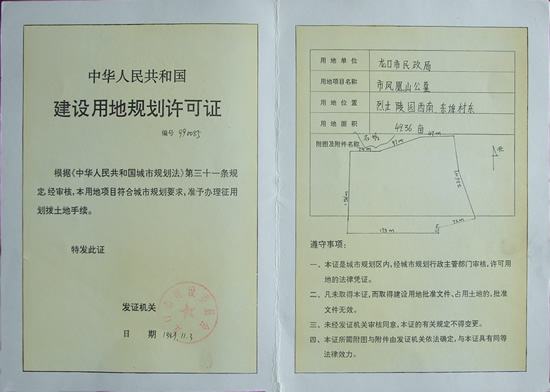 中华人民共和国
建设用地规划许可证
编号 990035
根据《中华人民共和国城市规划法》第三十一条规
定,经审核,本用地项目符合城市规划要求,准予办理征用
划拨土地手续。
特发此证
发证机关
日 期
用地单位 龙口市民政局
用地项目名称 市凤凰山公墓
用地位置 烈士陵园西南、东
用地面积 49.36 亩
附图及附件名称
北
遵守事项:
一、本证是城市规划区内,经城市规划行政主管部门审核,许可用
地的法律凭证。
二、凡未取得本证,而取得建设用地批准文件、占用土地的,批准
文件无效。
三、未经发证机关审核同意,本证的有关规定不得变更。
四、本证所需附图与附件由发证机关依法确定,与本证具有同等
法律效力。